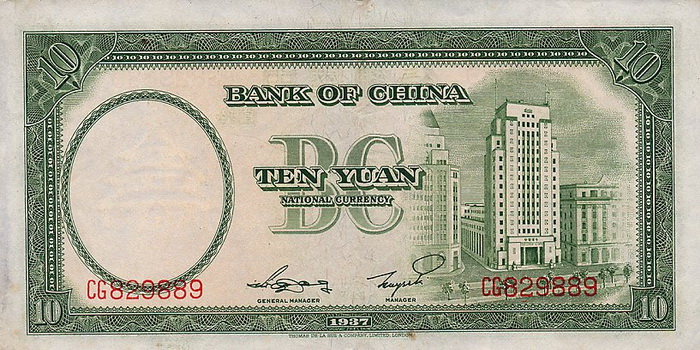 10 10
BANK OF CHINA
BC
TEN YUAN
NATIONAL CURRENCY
CG829889 CG829889
GENERAL MANAGER MANAGER
10 10
1937
THOMAS DE LA RUE & COMPANY, LIMITED, LONDON